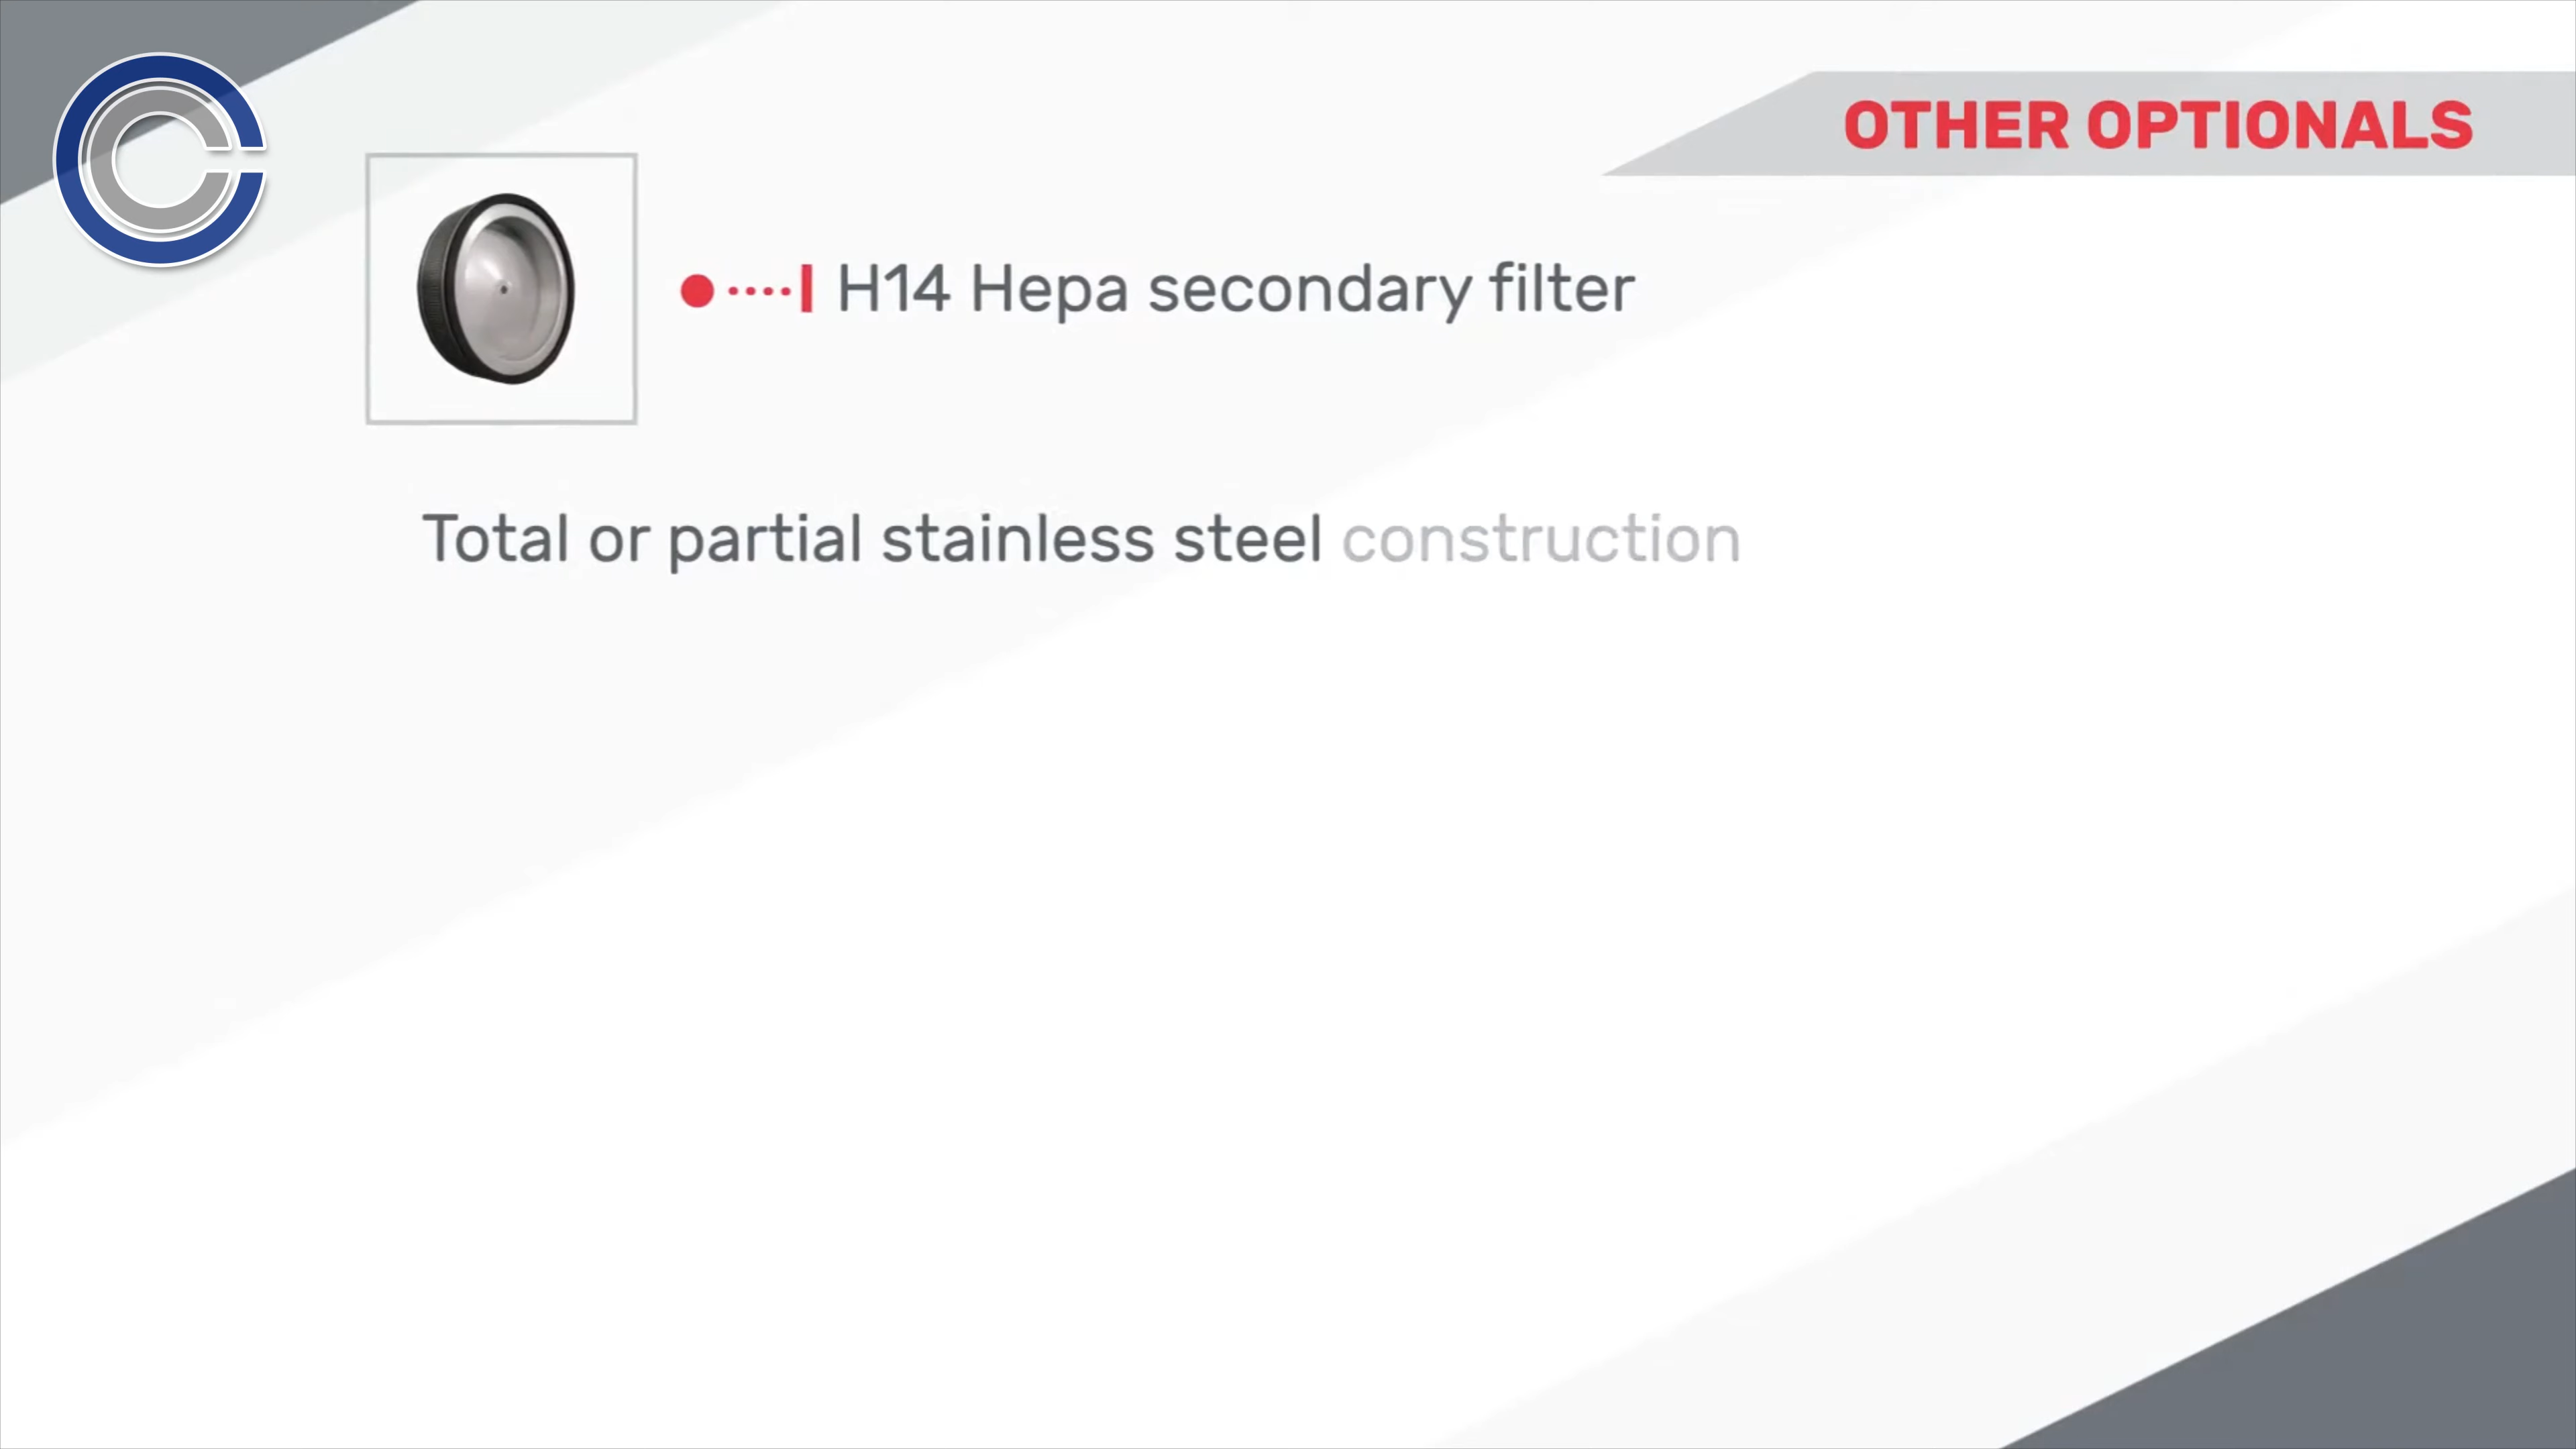 OTHER OPTIONALS
H14 Hepa secondary filter
Total or partial stainless steel construction